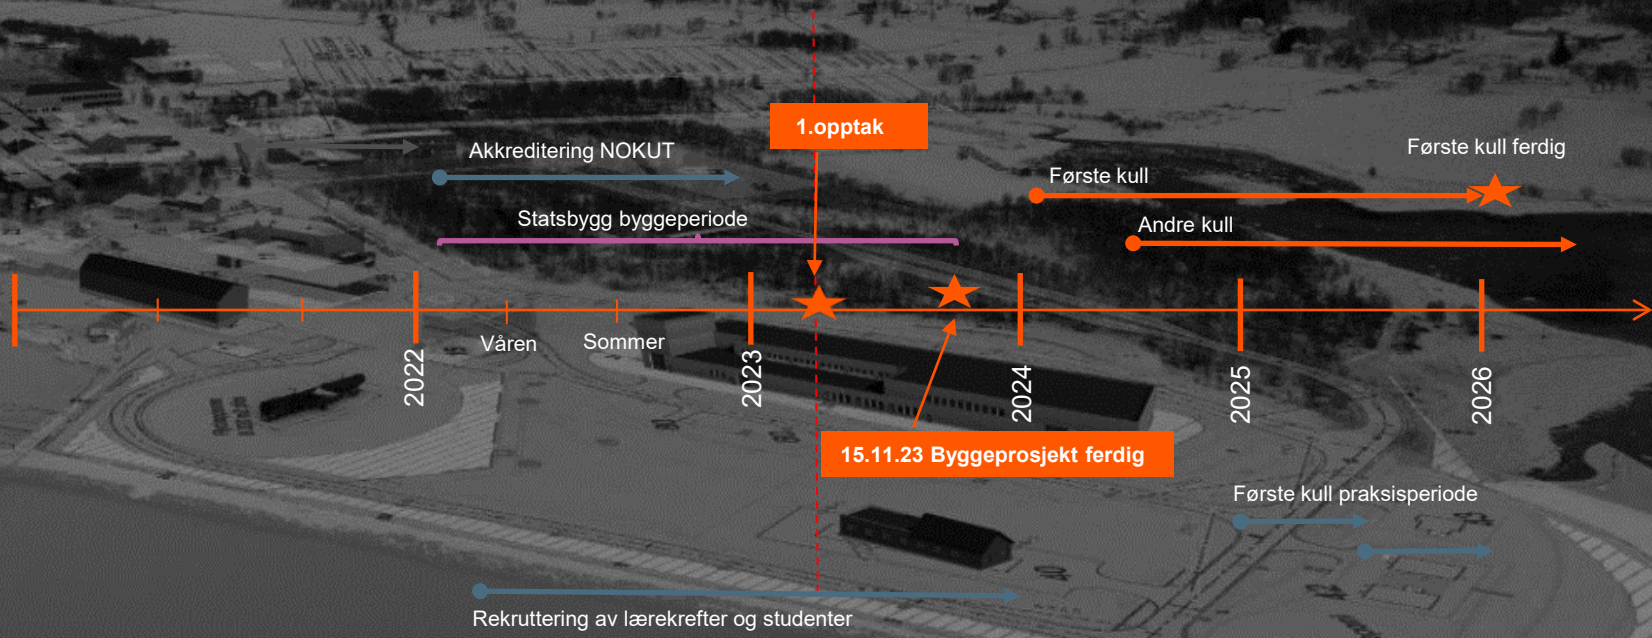 1.opptak
Akkreditering NOKUT
Første kull ferdig
Første kull
Statsbygg byggeperiode
Andre kull
Våren
Sommer
2022
2023
2024
2025
2026
15.11.23 Byggeprosjekt ferdig
Første kull praksisperiode
Rekruttering av lærekrefter og studenter